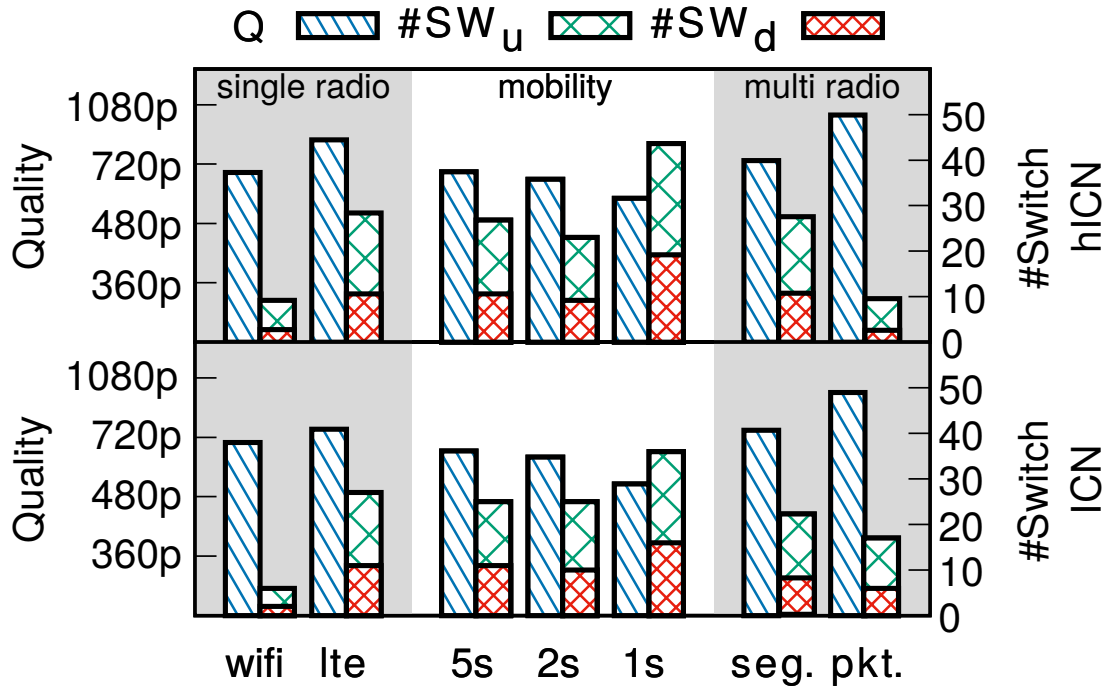 Q #SWu #SWd
single radio mobility multi radio
1080p
720p
480p
360p
Quality
50
40
30
20
10
0
#Switch
hICN
1080p
720p
480p
360p
Quality
50
40
30
20
10
0
#Switch
ICN
wifi lte 5s 2s 1s seg. pkt.